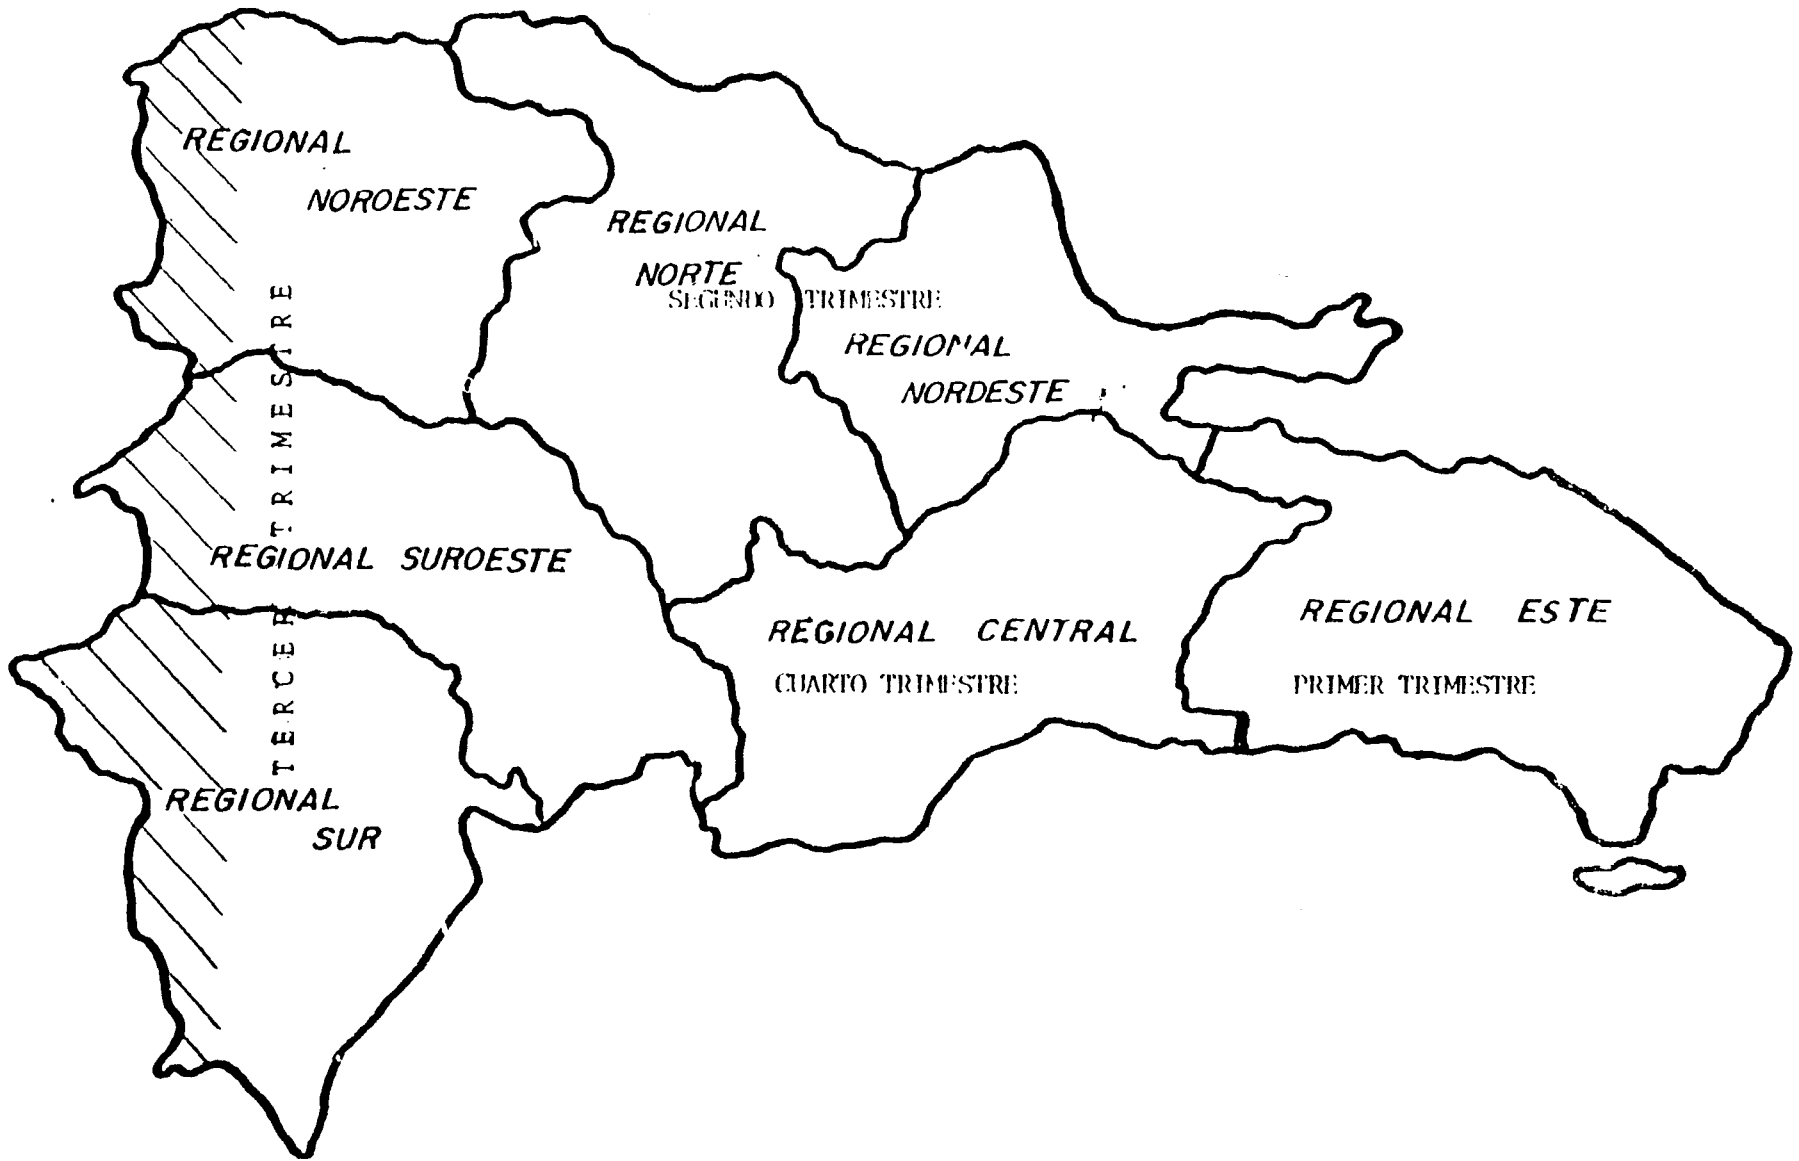 REGIONAL
NOROESTE
REGIONAL
NORTE
SEGUNDO TRIMESTRE
REGIONAL
NORDESTE
TERCER TRIMESTRE
REGIONAL SUROESTE
REGIONAL CENTRAL
CUARTO TRIMESTRE
REGIONAL ESTE
PRIMER TRIMESTRE
REGIONAL
SUR